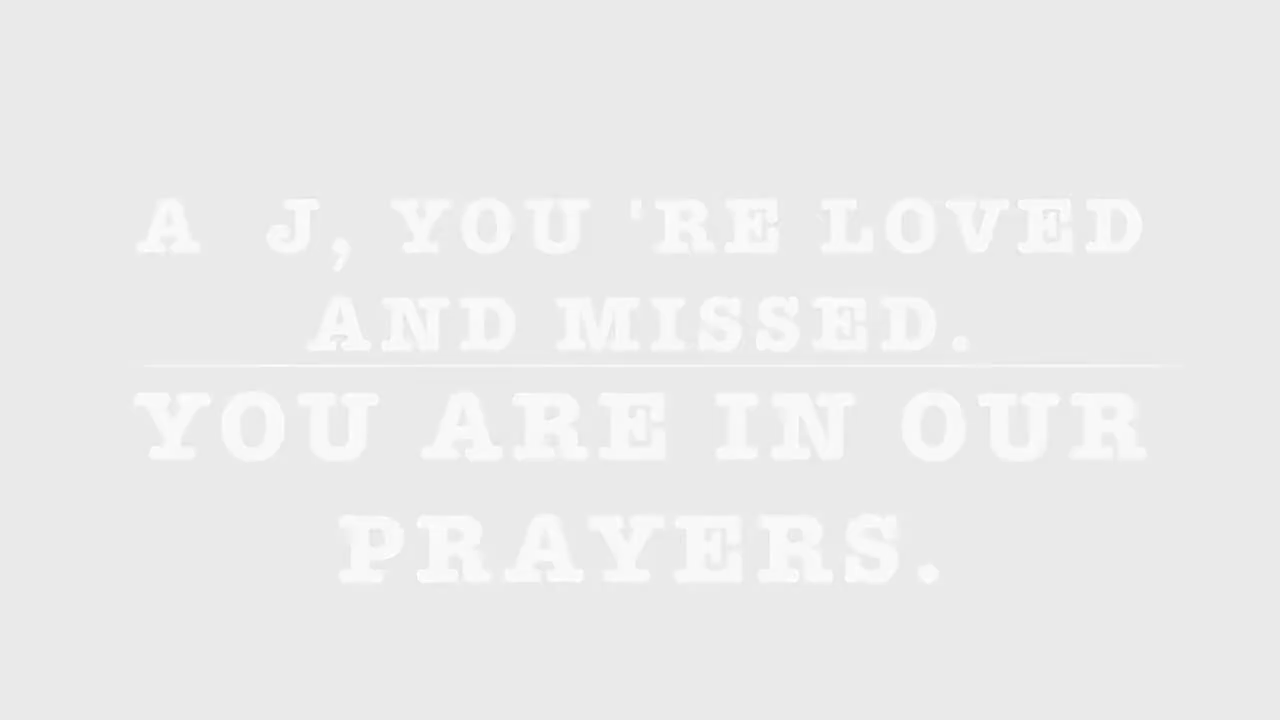 A J, YOU 'RE LOVED
AND MISSED.
YOU ARE IN OUR
PRAYERS.